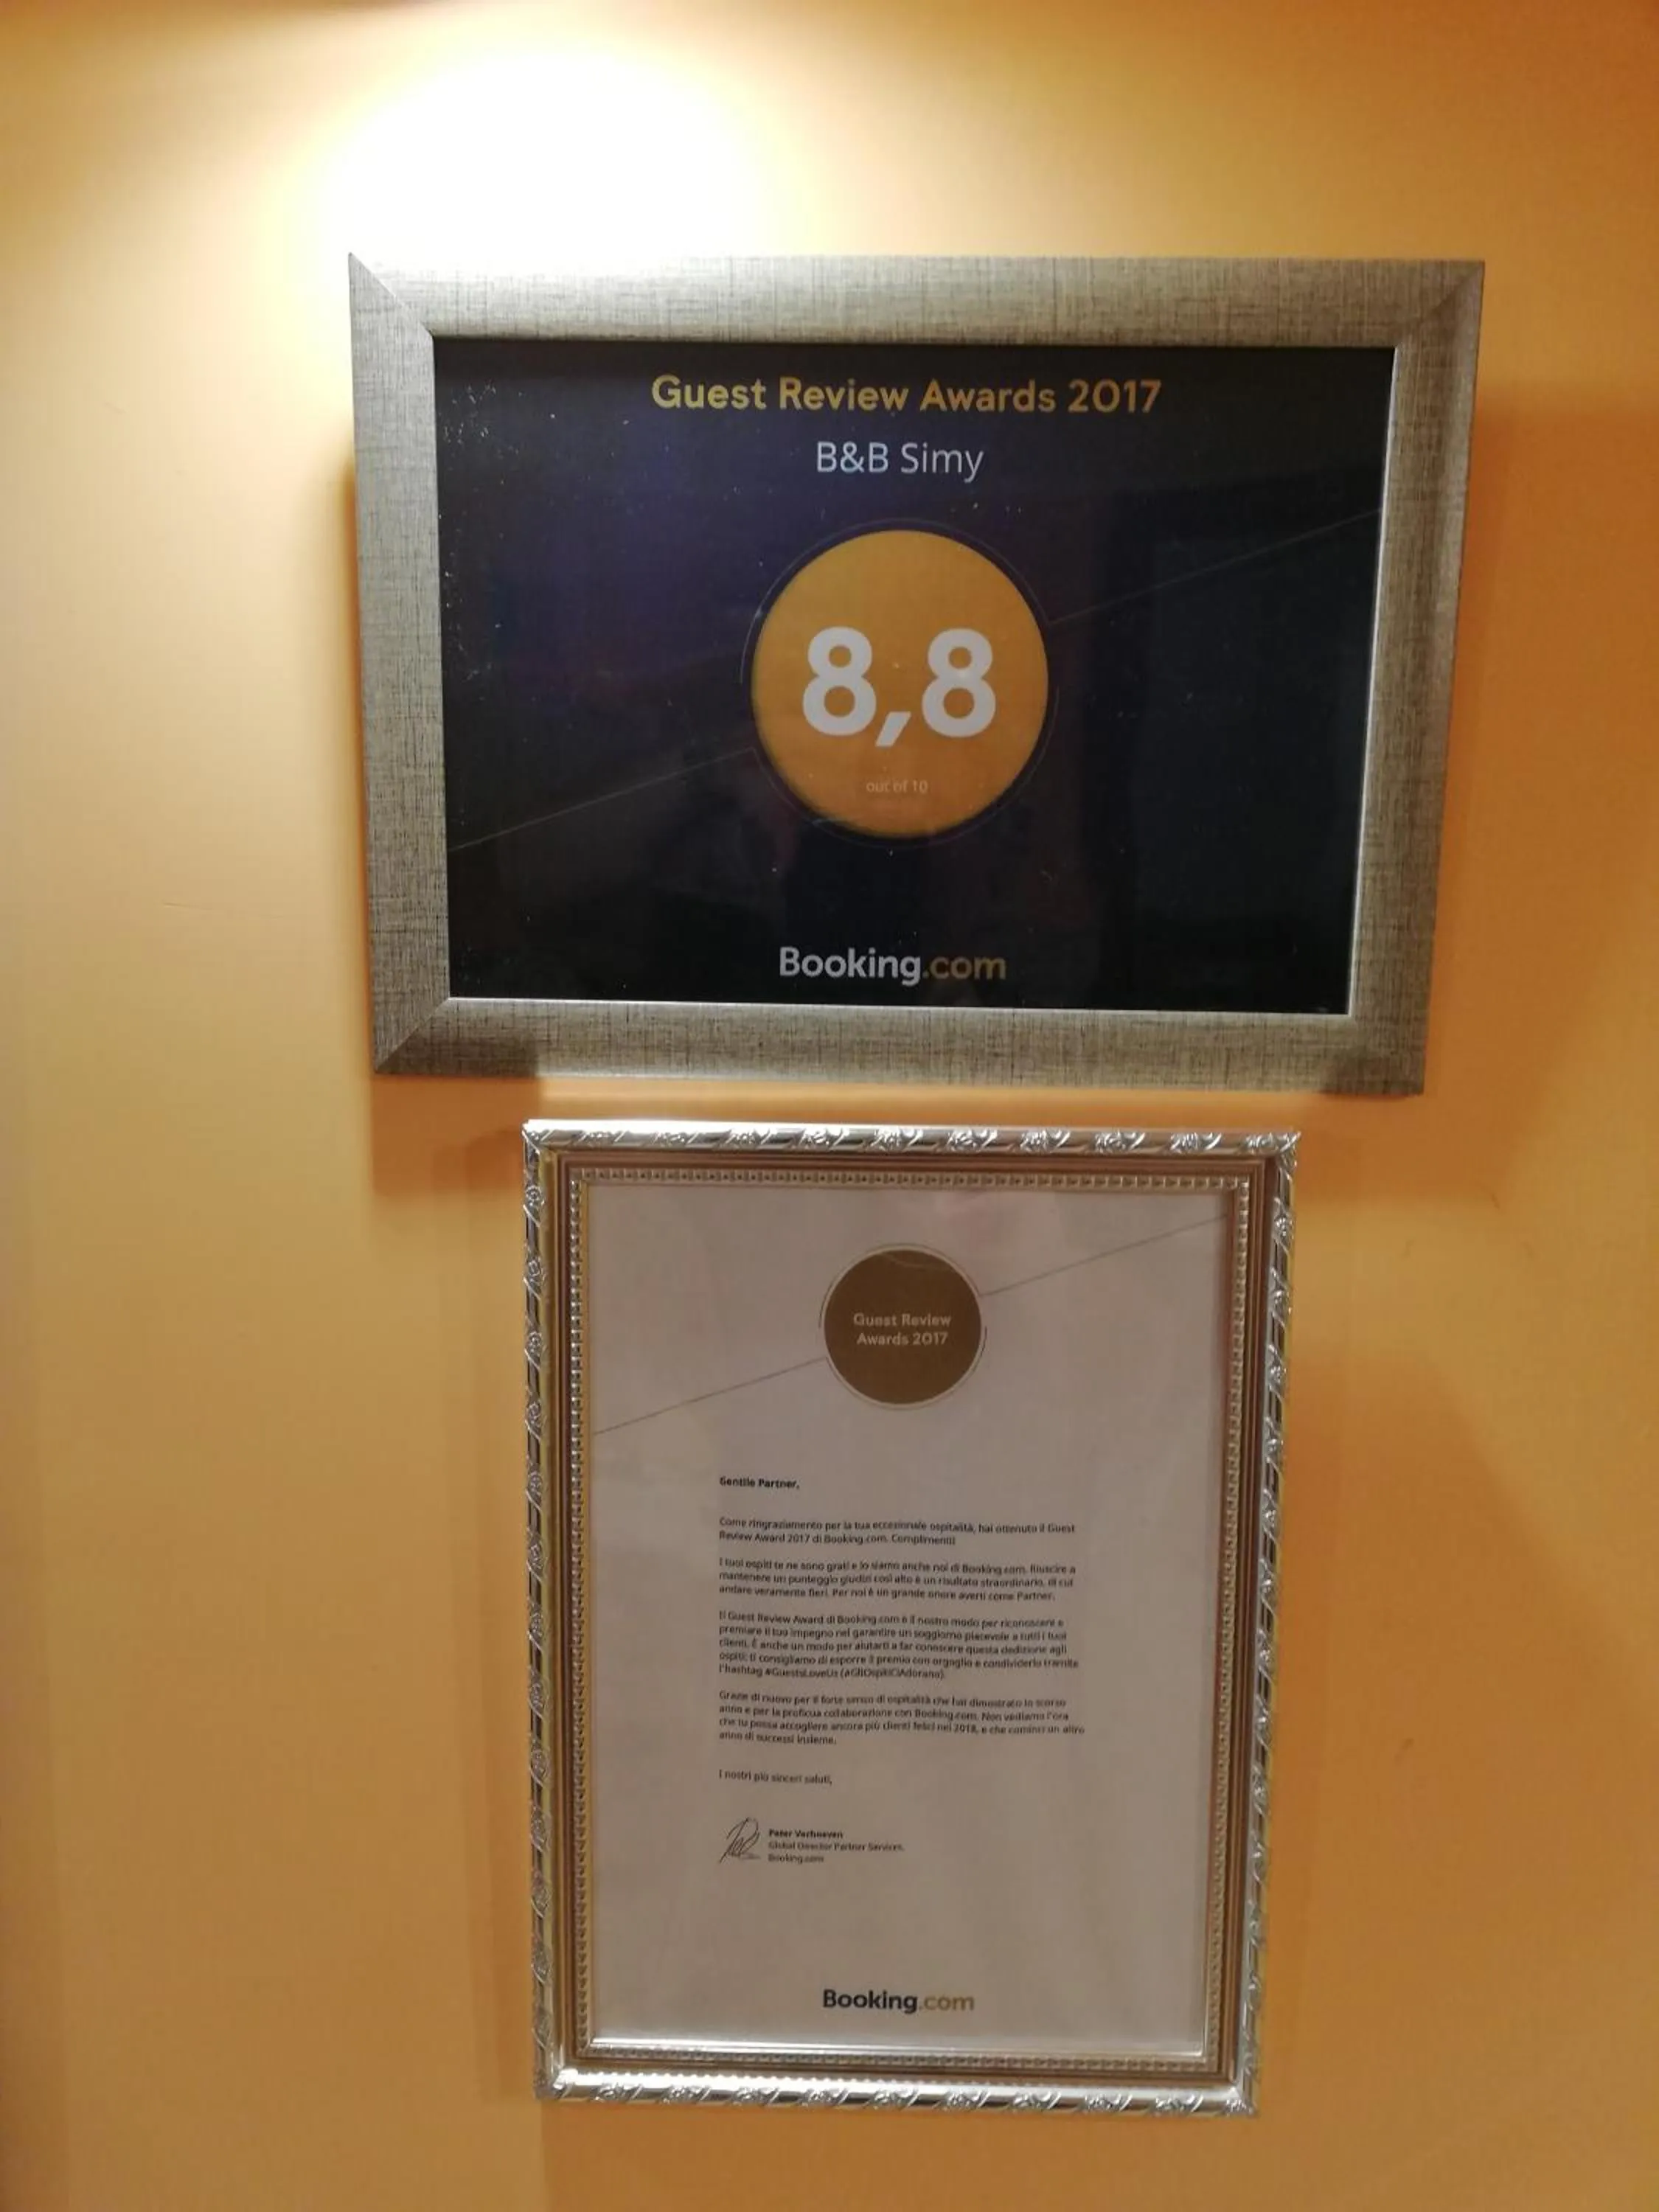 Guest Review Awards 2017
B&B Simy
8,8
out of 10
Booking.com
Guest Review
Awards 2017
Gentile Partner,
Come ringraziamento per la tua eccezionale ospitalità, hai ottenuto il Guest
Review Award 2017 di Booking.com. Complimenti!
I tuoi ospiti te ne sono grati e lo siamo anche noi di Booking.com. Riuscire a
mantenere un punteggio giudizi così alto è un risultato straordinario, di cui
andare veramente fieri. Per noi è un grande onore averti come Partner.
Il Guest Review Award di Booking.com è il nostro modo per riconoscere e
premiare il tuo impegno nel garantire un soggiorno piacevole a tutti i tuoi
clienti. È anche un modo per aiutarti a far conoscere questa dedizione agli
ospiti: ti consigliamo di esporre il premio con orgoglio e condividerlo tramite
l'hashtag #GuestsLoveUs (#GliOspitiCiAdorano).
Grazie di nuovo per il forte senso di ospitalità che hai dimostrato lo scorso
anno e per la proficua collaborazione con Booking.com. Non vediamo l'ora
che tu possa accogliere ancora più clienti felici nel 2018, e che cominci un altro
anno di successi insieme.
I nostri più sinceri saluti,
Peter Verhoeven
Global Director Partner Services,
Booking.com
Booking.com